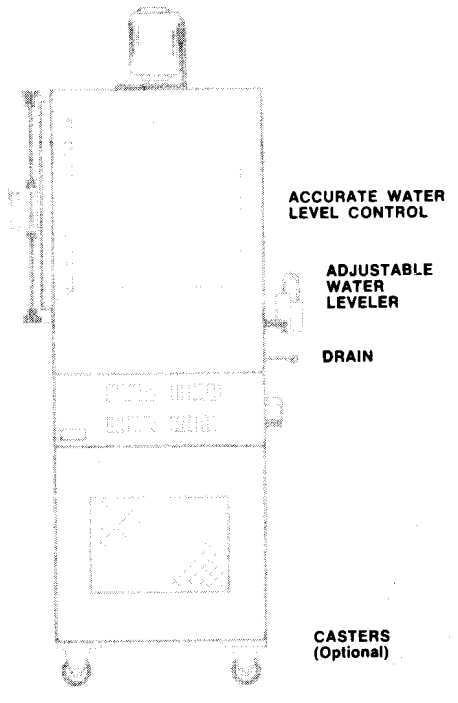 ACCURATE WATER
LEVEL CONTROL
ADJUSTABLE
WATER
LEVELER
DRAIN
CASTERS
(Optional)